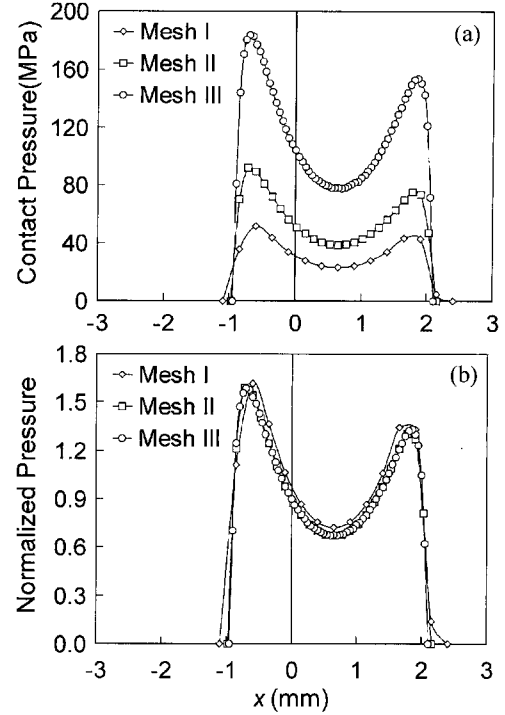 Contact Pressure(MPa)
200
160
120
80
40
0
Mesh I
Mesh II
Mesh III
(a)
-3 -2 -1 0 1 2 3
Normalized Pressure
1.8
1.5
1.2
0.9
0.6
0.3
0.0
Mesh I
Mesh II
Mesh III
(b)
-3 -2 -1 0 1 2 3
x (mm)